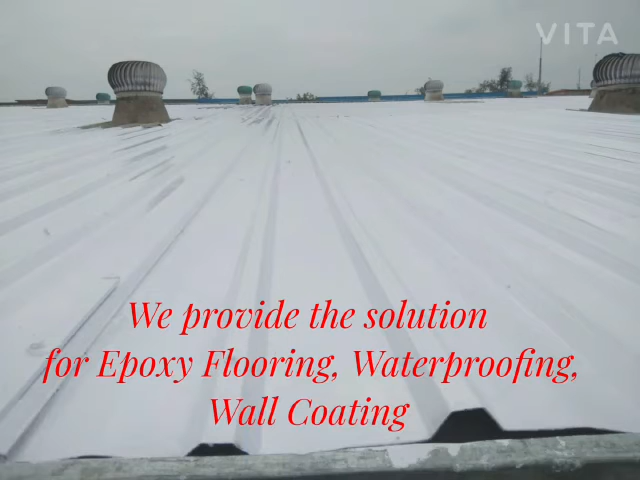 VITA
We provide the solution
for Epoxy Flooring, Waterproofing,
Wall Coating